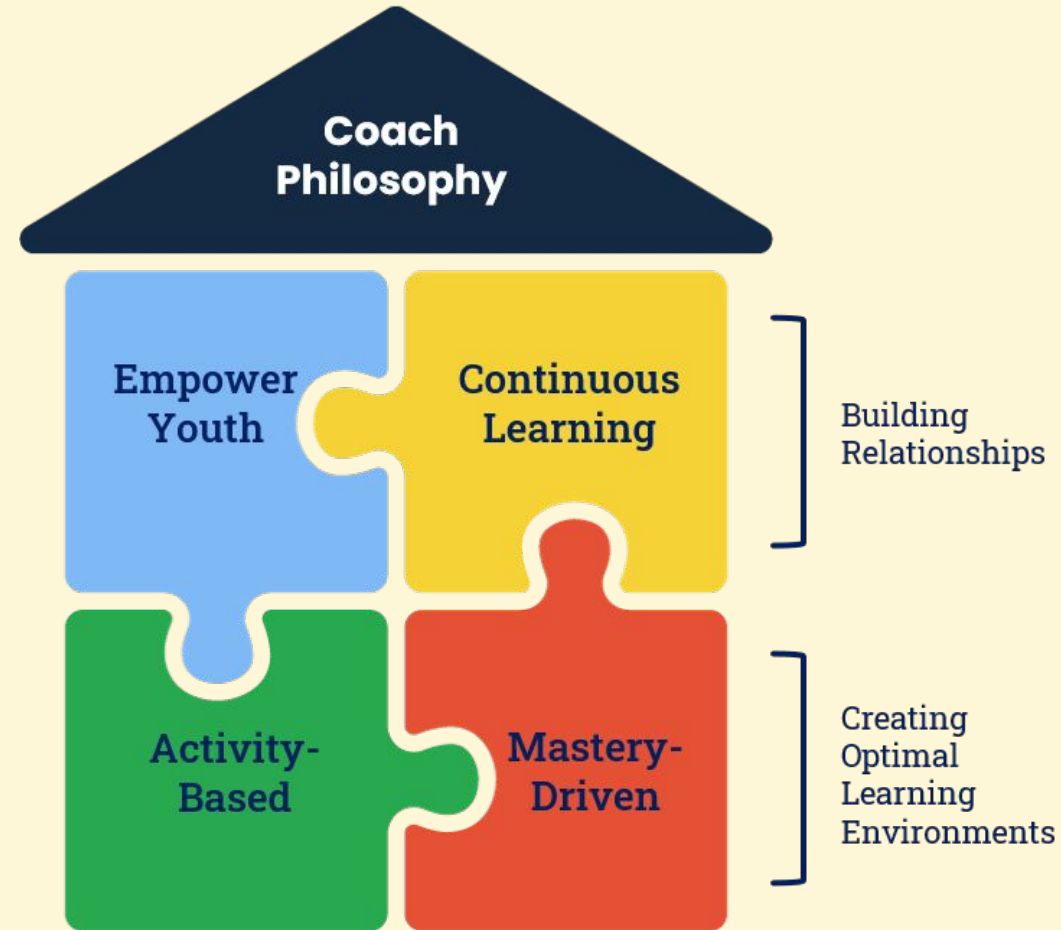 Coach
Philosophy
Empower
Youth
Continuous
Learning
Building
Relationships
Activity-
Based
Mastery-
Driven
Creating
Optimal
Learning
Environments